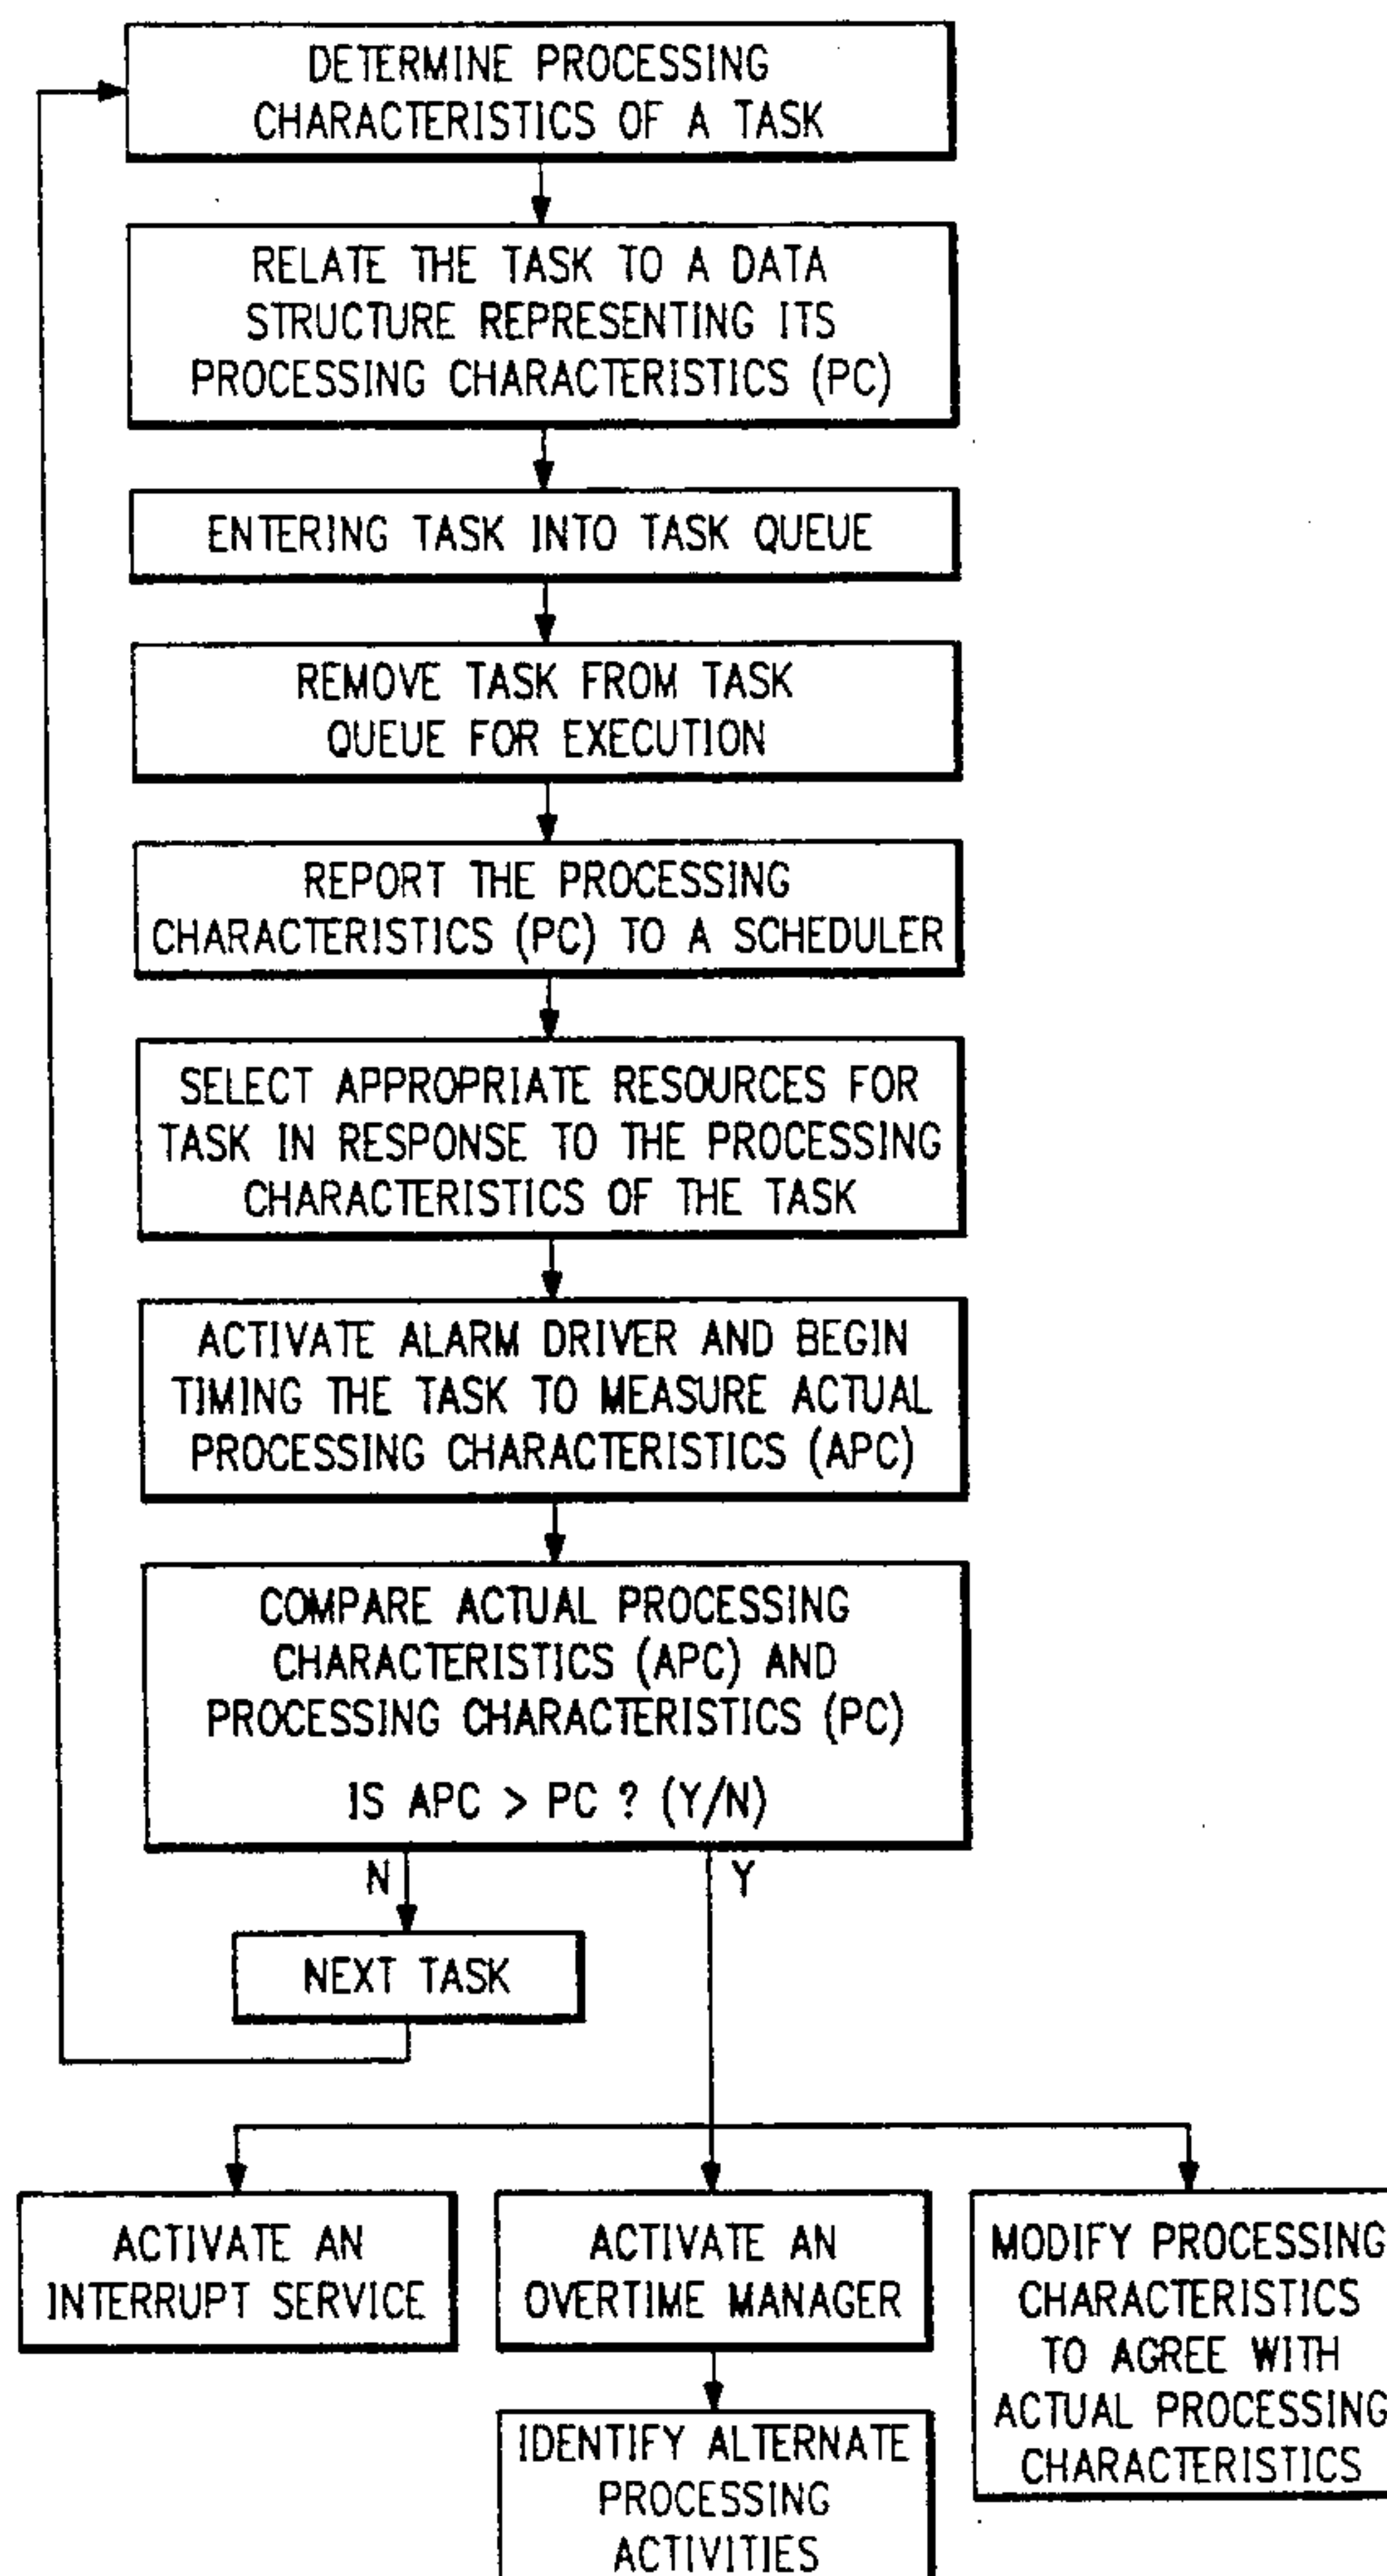 DETERMINE PROCESSING
CHARACTERISTICS OF A TASK
RELATE THE TASK TO A DATA
STRUCTURE REPRESENTING ITS
PROCESSING CHARACTERISTICS (PC)
ENTERING TASK INTO TASK QUEUE
REMOVE TASK FROM TASK
QUEUE FOR EXECUTION
REPORT THE PROCESSING
CHARACTERISTICS (PC) TO A SCHEDULER
SELECT APPROPRIATE RESOURCES FOR
TASK IN RESPONSE TO THE PROCESSING
CHARACTERISTICS OF THE TASK
ACTIVATE ALARM DRIVER AND BEGIN
TIMING THE TASK TO MEASURE ACTUAL
PROCESSING CHARACTERISTICS (APC)
COMPARE ACTUAL PROCESSING
CHARACTERISTICS (APC) AND
PROCESSING CHARACTERISTICS (PC)
IS APC > PC ? (Y/N)
N
Y
NEXT TASK
ACTIVATE AN
INTERRUPT SERVICE
ACTIVATE AN
OVERTIME MANAGER
MODIFY PROCESSING
CHARACTERISTICS
TO AGREE WITH
ACTUAL PROCESSING
CHARACTERISTICS
IDENTIFY ALTERNATE
PROCESSING
ACTIVITIES